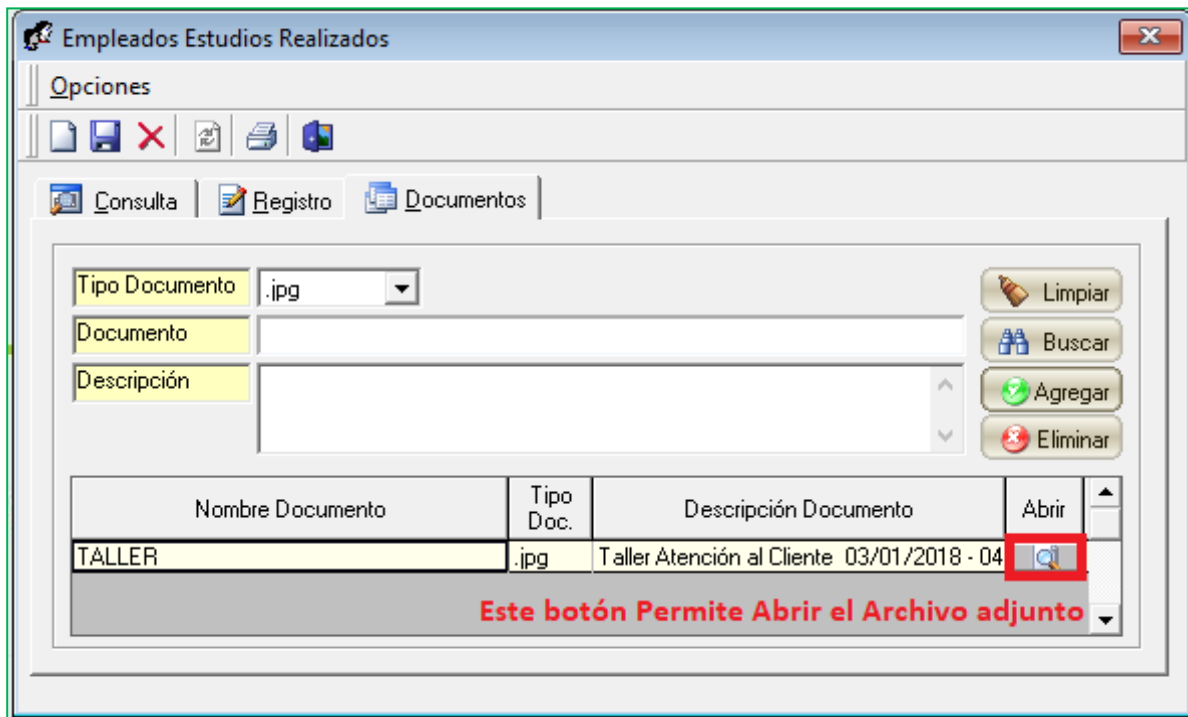 Empleados Estudios Realizados
Opciones
Consulta Registro Documentos
Tipo Documento .jpg Limpiar
Documento Buscar
Descripción Agregar
Eliminar
Nombre Documento Tipo Doc. Descripción Documento Abrir
TALLER .jpg Taller Atención al Cliente 03/01/2018 - 04
Este botón Permite Abrir el Archivo adjunto